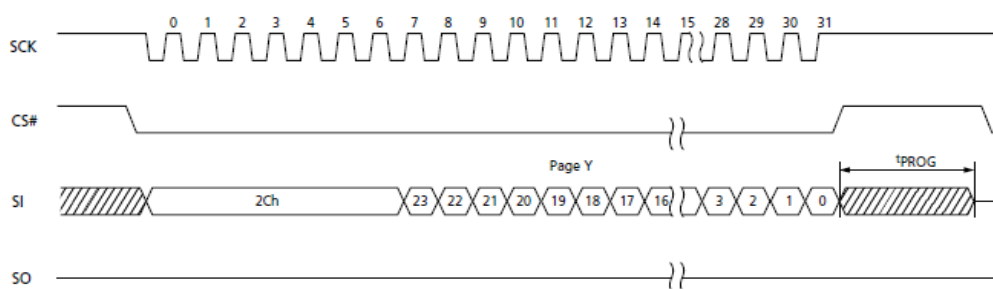 0 1 2 3 4 5 6 7 8 9 10 11 12 13 14 15 28 29 30 31
SCK
CS#
Page Y
tPROG
SI 2Ch 23 22 21 20 19 18 17 16 3 2 1 0
SO